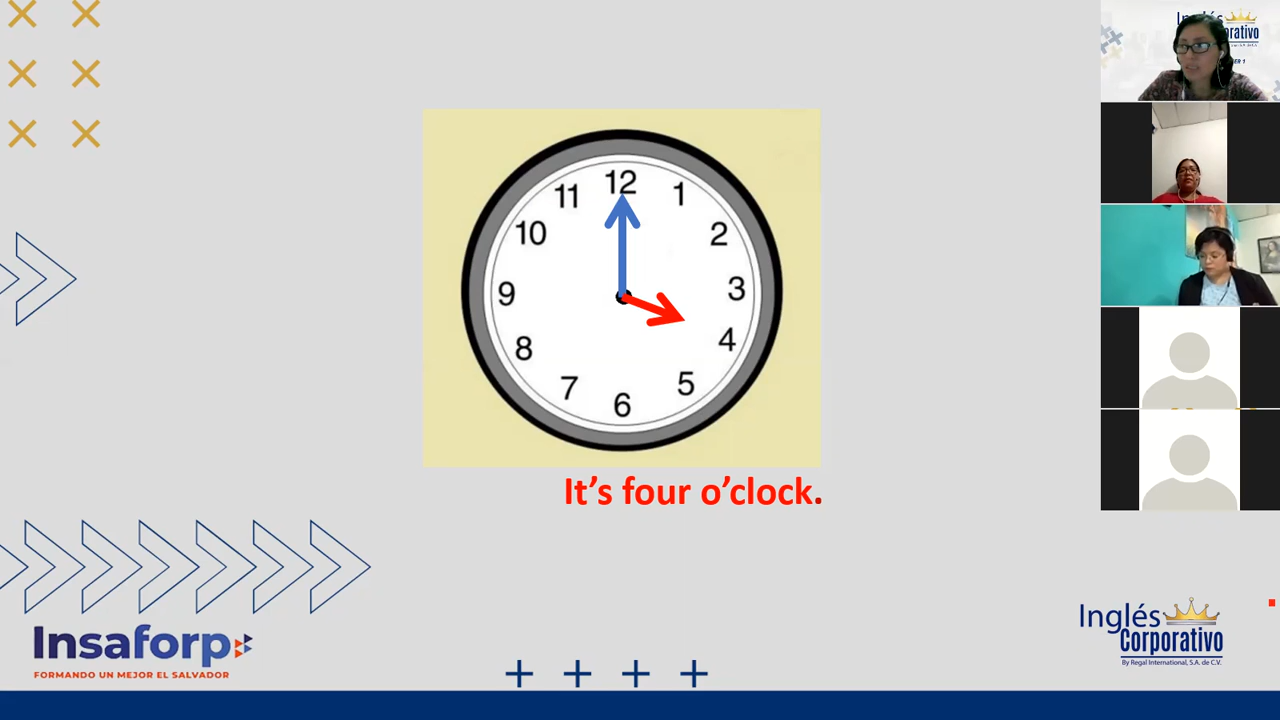 12
11
1
10
2
9
3
8
4
7
5
6
It's four o'clock.
Insaforp
FORMANDO UN MEJOR EL SALVADOR
Inglés
Corporativo
By Regal International, S.A. de C.V.